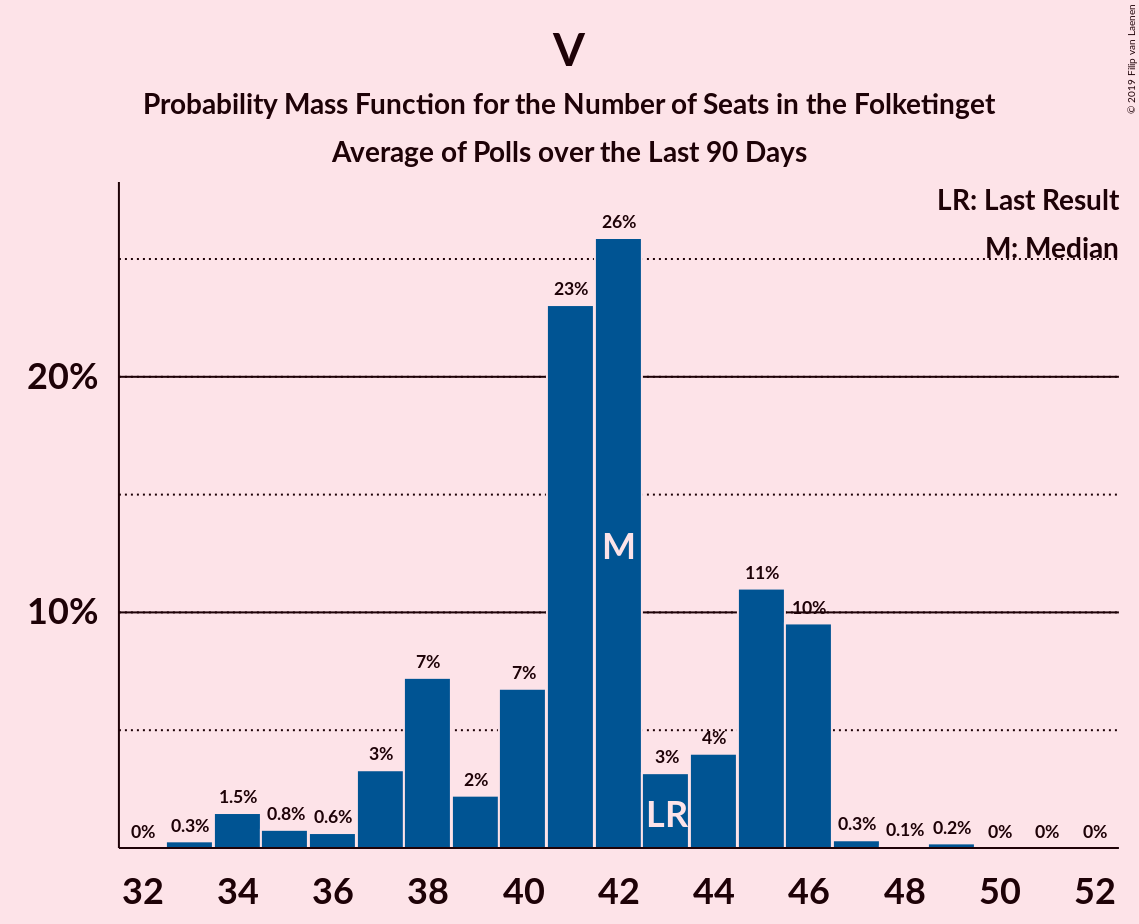 V
Probability Mass Function for the Number of Seats in the Folketinget
Average of Polls over the Last 90 Days
© 2019 Filip van Laenen
LR: Last Result
M: Median
26%
23%
20%
M
11%
10%
10%
7%
7%
4%
3%
3%
2%
LR
1.5%
0.8%
0.6%
0%
0.3%
0.3%
0.1%
0.2%
0%
0%
0%
32 34 36 38 40 42 44 46 48 50 52